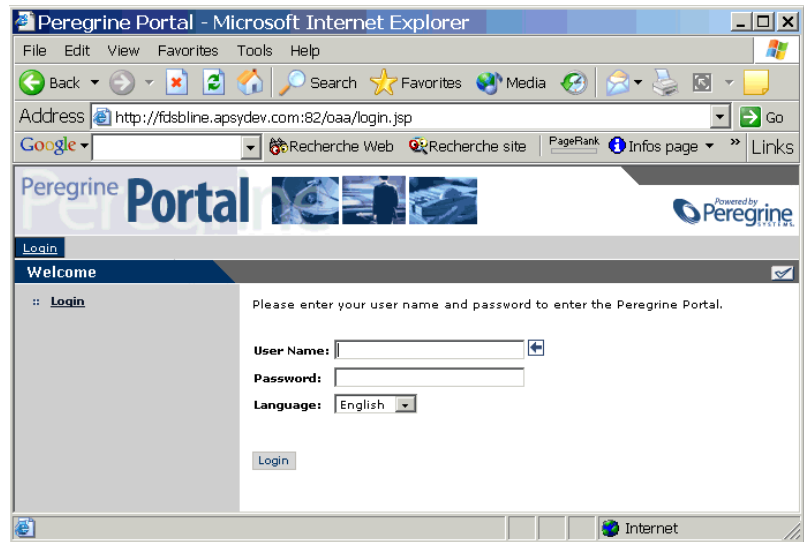 Peregrine Portal - Microsoft Internet Explorer
File Edit View Favorites Tools Help
Back Search Favorites Media
Address http://fdsbline.apsydev.com:82/oaa/login.jsp Go
Google Recherche Web Recherche site PageRank Infos page » Links
Peregrine Portal
Powered by
Peregrine
SYSTEMS
Login
Welcome
:: Login
Please enter your user name and password to enter the Peregrine Portal.
User Name:
Password:
Language: English
Login
Internet